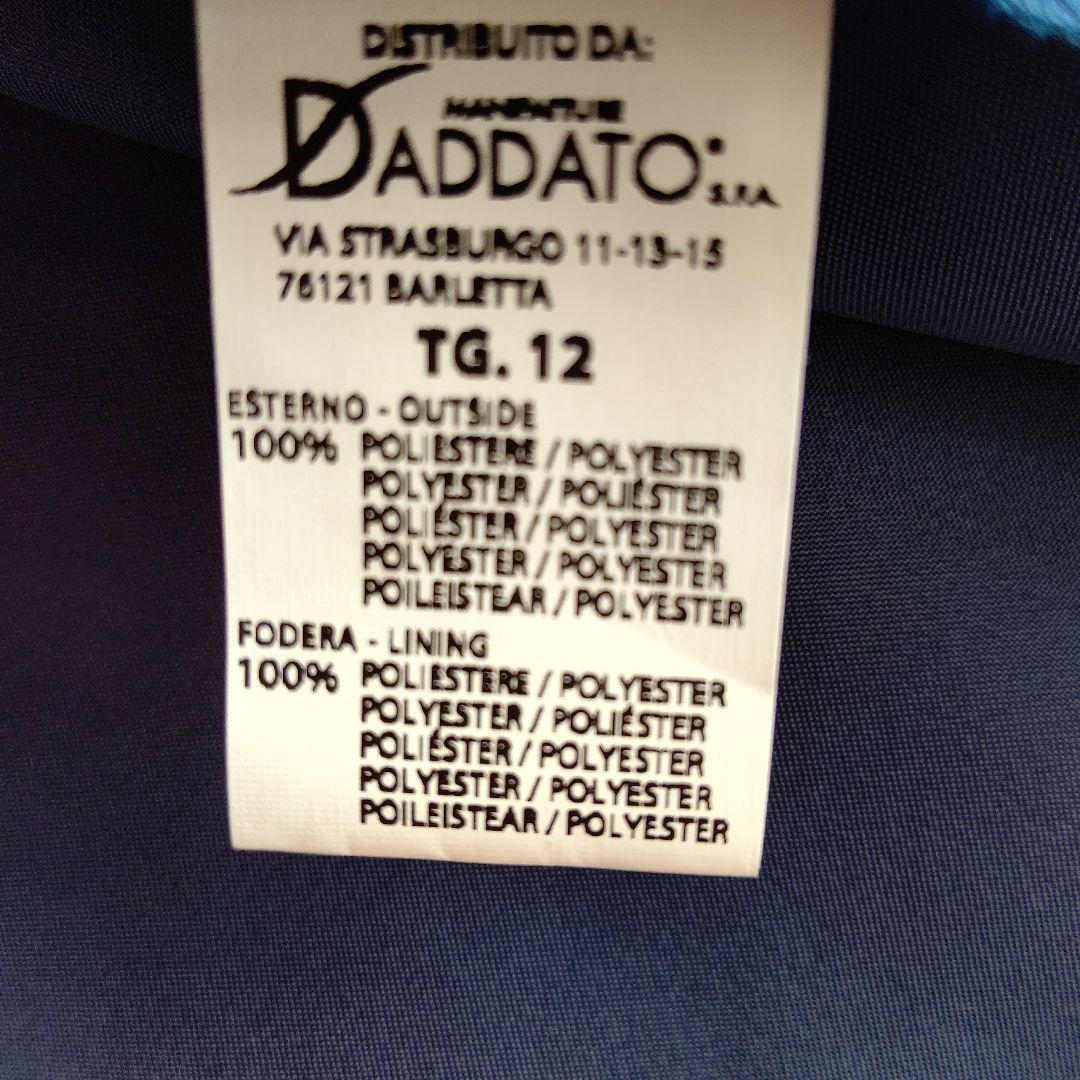 DISTRIBUITO DA:
MANIFATTURE
DADDATO S.P.A.
VIA STRASBURGO 11-13-15
76121 BARLETTA
TG. 12
ESTERNO - OUTSIDE
100% POLIESTERE / POLYESTER
POLYESTER / POLIÉSTER
POLIÉSTER / POLYESTER
POLYESTER / POLYESTER
POILEISTEAR / POLYESTER
FODERA - LINING
100% POLIESTERE / POLYESTER
POLYESTER / POLIÉSTER
POLIÉSTER / POLYESTER
POLYESTER / POLYESTER
POILEISTEAR / POLYESTER